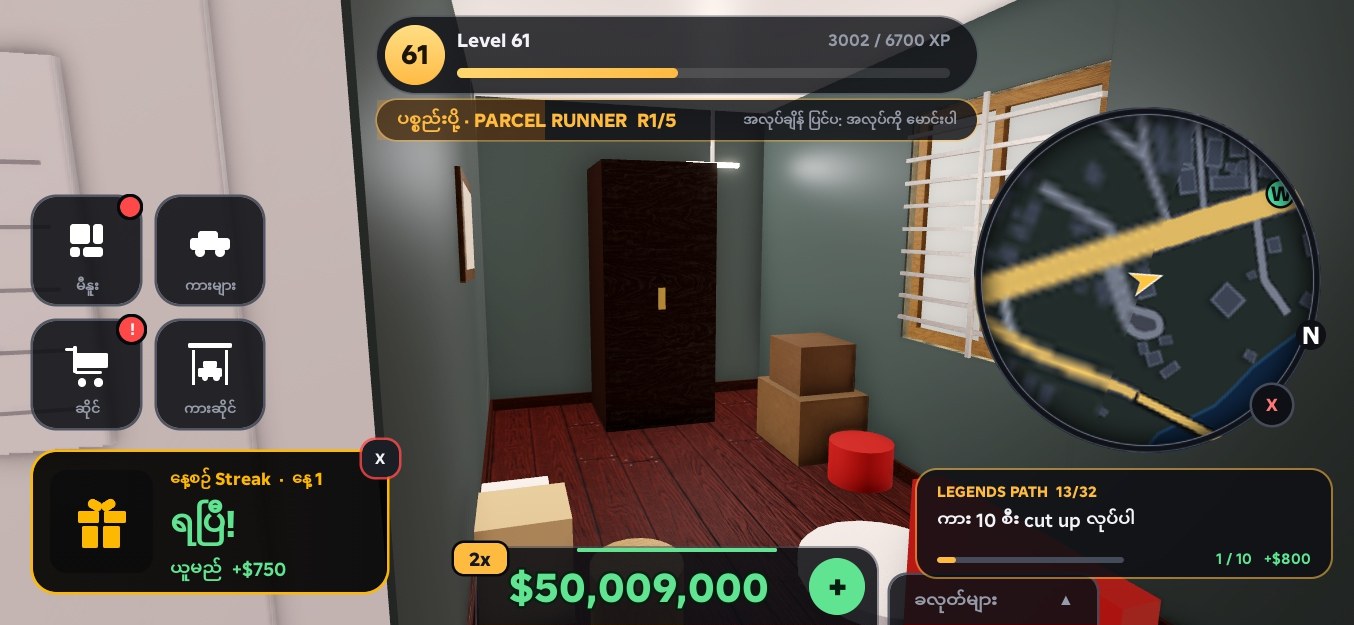 61
Level 61
3002 / 6700 XP
ပစ္စည်းပို့ · PARCEL RUNNER R1/5
အလုပ်ချိန် ပြင်ပ; အလုပ်ကို မောင်းပါ
မီနူး
ကားများ
!
ဆိုင်
ကားဆိုင်
W
N
X
X
နေ့စဉ် Streak · နေ့ 1
ရပြီ!
ယူမည် +$750
2x
$50,009,000
+
LEGENDS PATH 13/32
ကား 10 စီး cut up လုပ်ပါ
1 / 10 +$800
ခလုတ်များ ▲